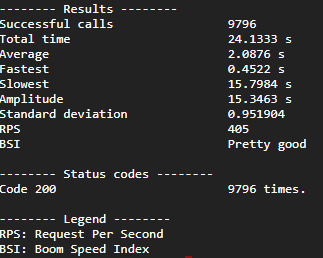 -------- Results --------
Successful calls 9796
Total time 24.1333 s
Average 2.0876 s
Fastest 0.4522 s
Slowest 15.7984 s
Amplitude 15.3463 s
Standard deviation 0.951904
RPS 405
BSI Pretty good
-------- Status codes --------
Code 200 9796 times.
-------- Legend --------
RPS: Request Per Second
BSI: Boom Speed Index